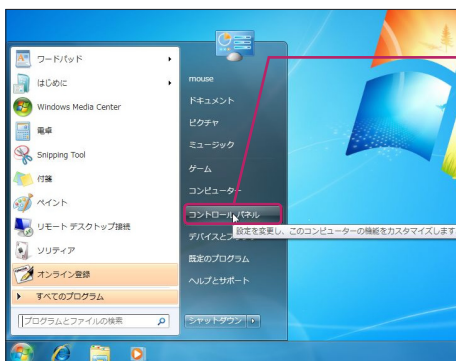 ワードパッド
はじめに
Windows Media Center
電卓
Snipping Tool
付箋
ペイント
リモート デスクトップ接続
ソリティア
オンライン登録
すべてのプログラム
プログラムとファイルの検索
mouse
ドキュメント
ピクチャ
ミュージック
ゲーム
コンピューター
コントロール パネル
設定を変更し、このコンピューターの機能をカスタマイズします
デバイスと
既定のプログラム
ヘルプとサポート
シャットダウン